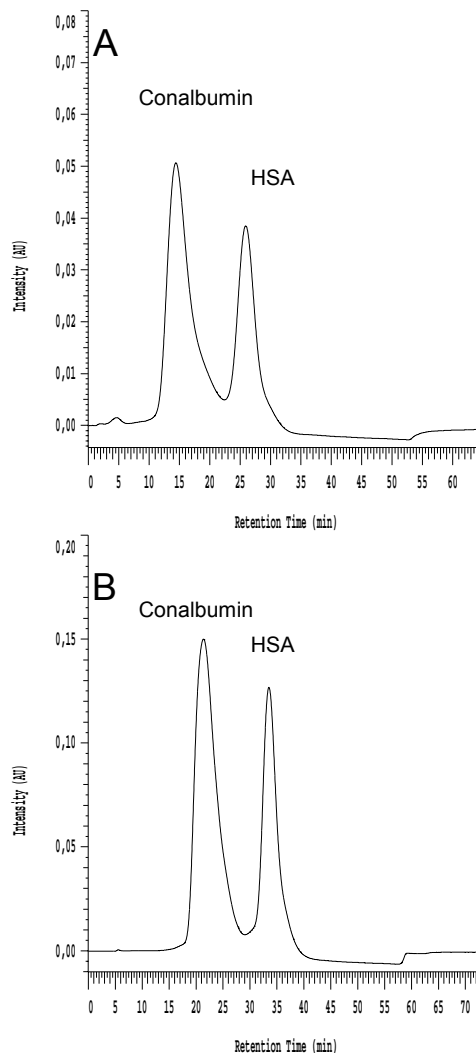 A
0,08
0,07
0,06
0,05
0,04
0,03
0,02
0,01
0,00
Intensity (AU)
Conalbumin
HSA
0 5 10 15 20 25 30 35 40 45 50 55 60
Retention Time (min)
B
0,20
0,15
0,10
0,05
0,00
Intensity (AU)
Conalbumin
HSA
0 5 10 15 20 25 30 35 40 45 50 55 60 65 70
Retention Time (min)